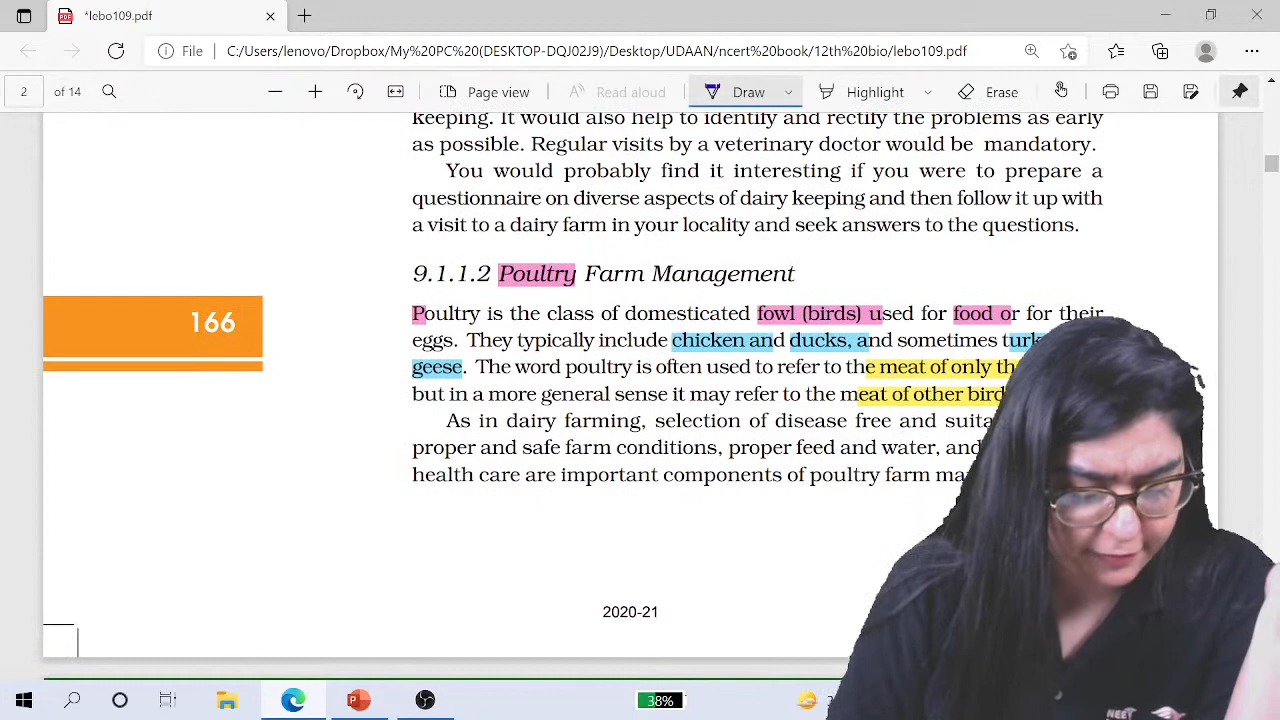 *lebo109.pdf
File C:/Users/lenovo/Dropbox/My%20PC%20(DESKTOP-DQJ02J9)/Desktop/UDAAN/ncert%20book/12th%20bio/lebo109.pdf
2 of 14 Page view Read aloud Draw Highlight Erase
keeping. It would also help to identify and rectify the problems as early
as possible. Regular visits by a veterinary doctor would be mandatory.
You would probably find it interesting if you were to prepare a
questionnaire on diverse aspects of dairy keeping and then follow it up with
a visit to a dairy farm in your locality and seek answers to the questions.
9.1.1.2 Poultry Farm Management
166
Poultry is the class of domesticated fowl (birds) used for food or for their
eggs. They typically include chicken and ducks, and sometimes
geese. The word poultry is often used to refer to the meat of only
but in a more general sense it may refer to the meat of other
As in dairy farming, selection of disease free and
proper and safe farm conditions, proper feed and water, and
health care are important components of poultry farm
2020-21
38%
NEET